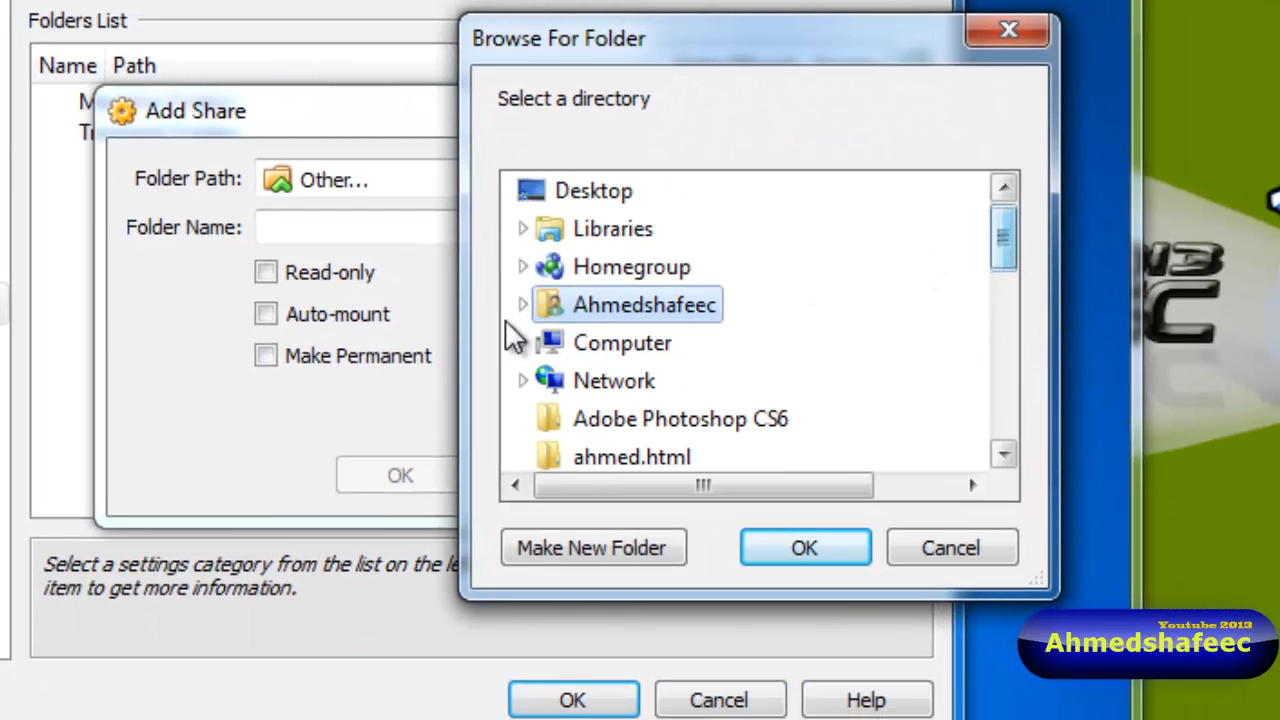 Folders List
Name Path
M
Tr
Add Share
Folder Path:
Other...
Folder Name:
Read-only
Auto-mount
Make Permanent
OK
Browse For Folder
Select a directory
Desktop
Libraries
Homegroup
Ahmedshafeec
Computer
Network
Adobe Photoshop CS6
ahmed.html
Make New Folder
OK
Cancel
Select a settings category from the list on the le
item to get more information.
OK
Cancel
Help
Youtube 2013
Ahmedshafeec